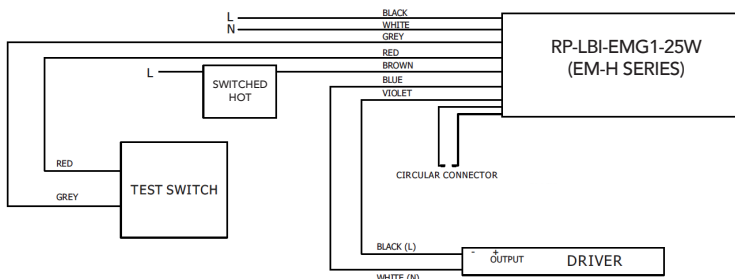 L
BLACK
N
WHITE
GREY
RED
L
BROWN
BLUE
VIOLET
SWITCHED
HOT
RP-LBI-EMG1-25W
(EM-H SERIES)
CIRCULAR CONNECTOR
RED
GREY
TEST SWITCH
BLACK (L)
WHITE (N)
- +
OUTPUT
DRIVER